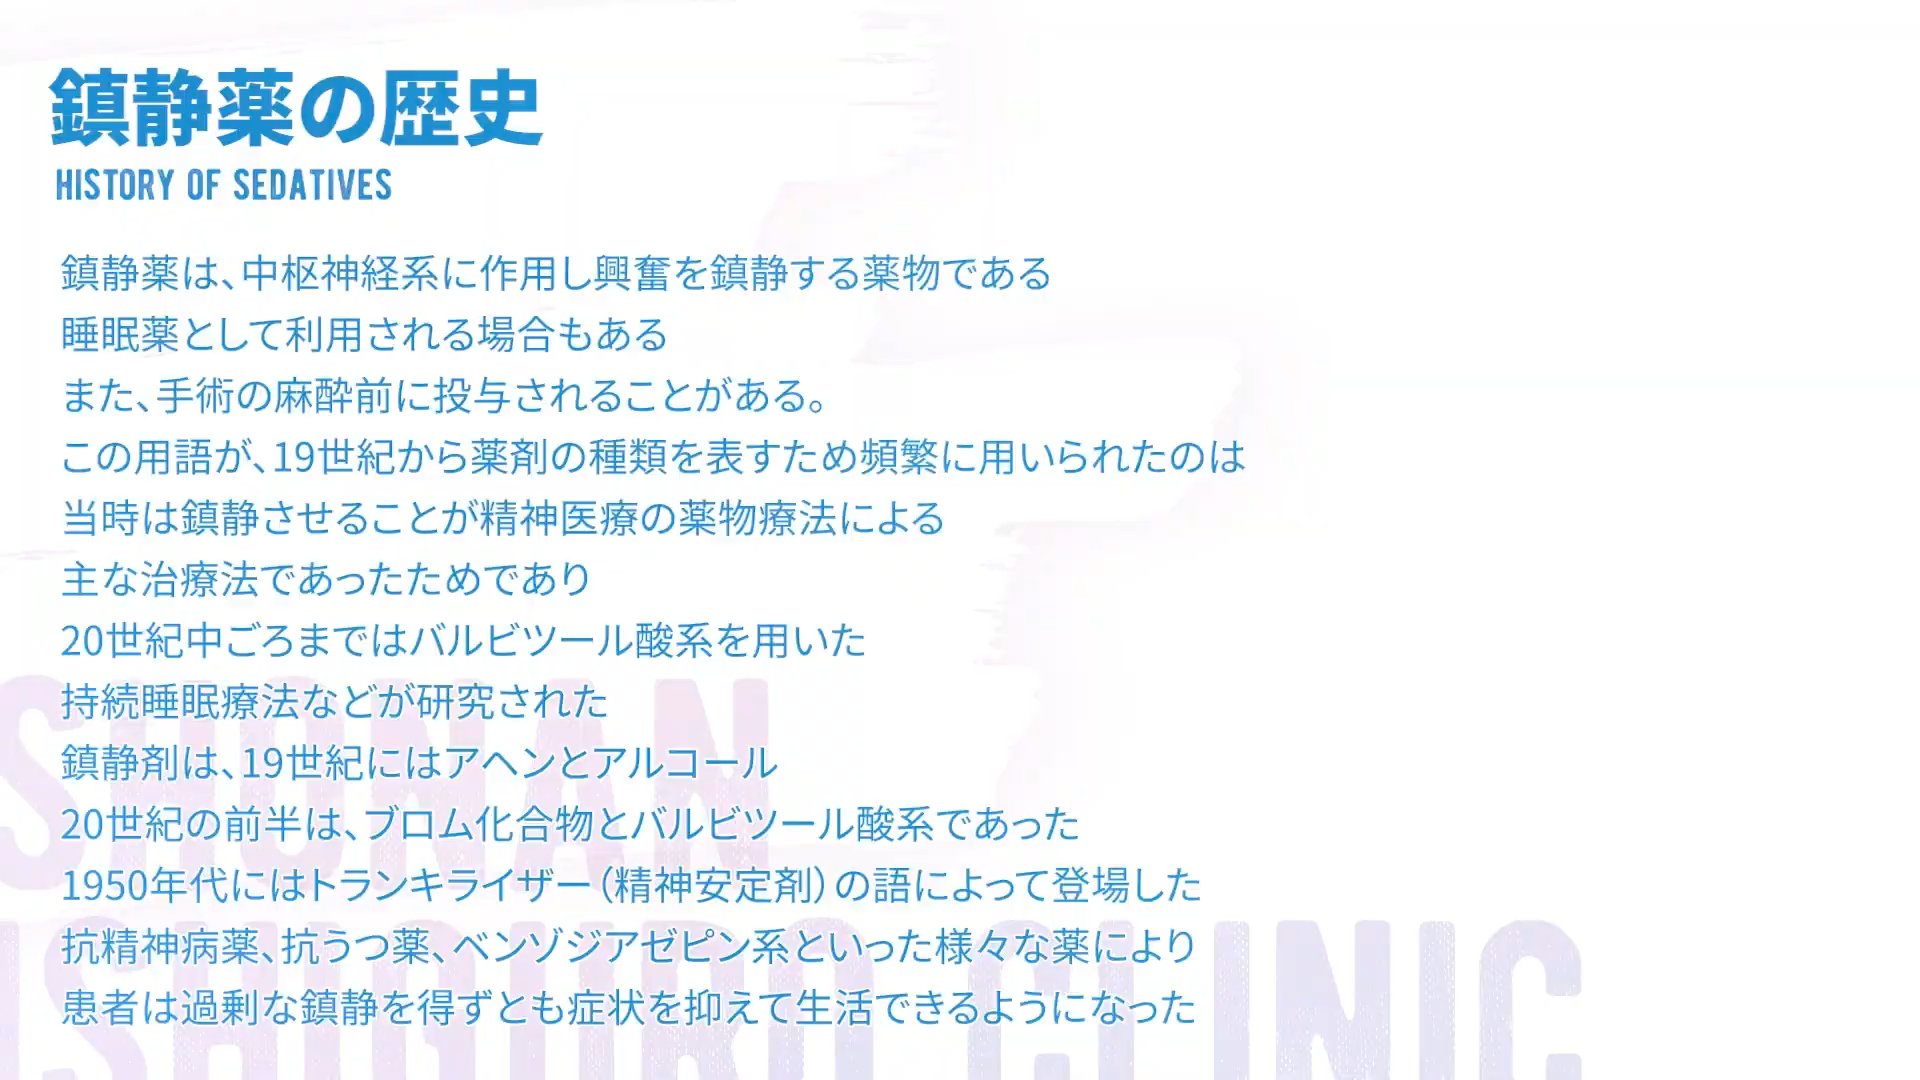 鎮静薬の歴史
HISTORY OF SEDATIVES
鎮静薬は、中枢神経系に作用し興奮を鎮静する薬物である
睡眠薬として利用される場合もある
また、手術の麻酔前に投与されることがある。
この用語が、19世紀から薬剤の種類を表すため頻繁に用いられたのは
当時は鎮静させることが精神医療の薬物療法による
主な治療法であったためであり
20世紀中ごろまではバルビツール酸系を用いた
持続睡眠療法などが研究された
鎮静剤は、19世紀にはアヘンとアルコール
20世紀の前半は、ブロム化合物とバルビツール酸系であった
1950年代にはトランキライザー（精神安定剤）の語によって登場した
抗精神病薬、抗うつ薬、ベンゾジアゼピン系といった様々な薬により
患者は過剰な鎮静を得ずとも症状を抑えて生活できるようになった
SHONAN
ISHIGURO CLINIC